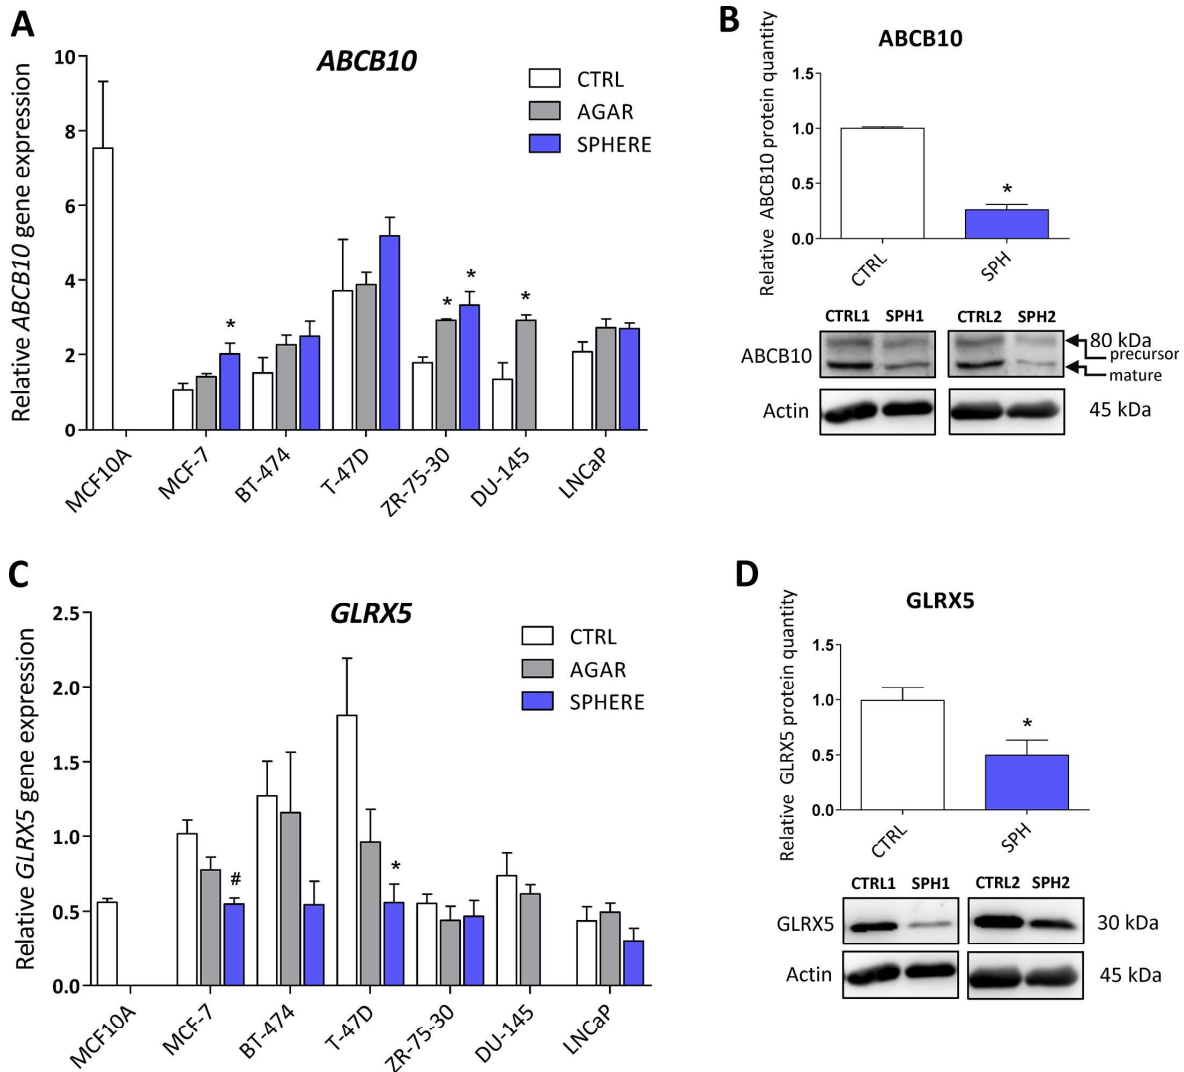 A
ABCB10
Relative ABCB10 gene expression
10
8
6
4
2
0
CTRL
AGAR
SPHERE
*
*
*
*
MCF10A
MCF-7
BT-474
T-47D
ZR-75-30
DU-145
LNCaP
B
ABCB10
Relative ABCB10 protein quantity
1.5
1.0
0.5
0.0
*
CTRL
SPH
CTRL1 SPH1 CTRL2 SPH2
ABCB10
80 kDa
precursor
mature
Actin
45 kDa
C
GLRX5
Relative GLRX5 gene expression
2.5
2.0
1.5
1.0
0.5
0.0
CTRL
AGAR
SPHERE
#
*
MCF10A
MCF-7
BT-474
T-47D
ZR-75-30
DU-145
LNCaP
D
GLRX5
Relative GLRX5 protein quantity
1.5
1.0
0.5
0.0
*
CTRL
SPH
CTRL1 SPH1 CTRL2 SPH2
GLRX5
30 kDa
Actin
45 kDa